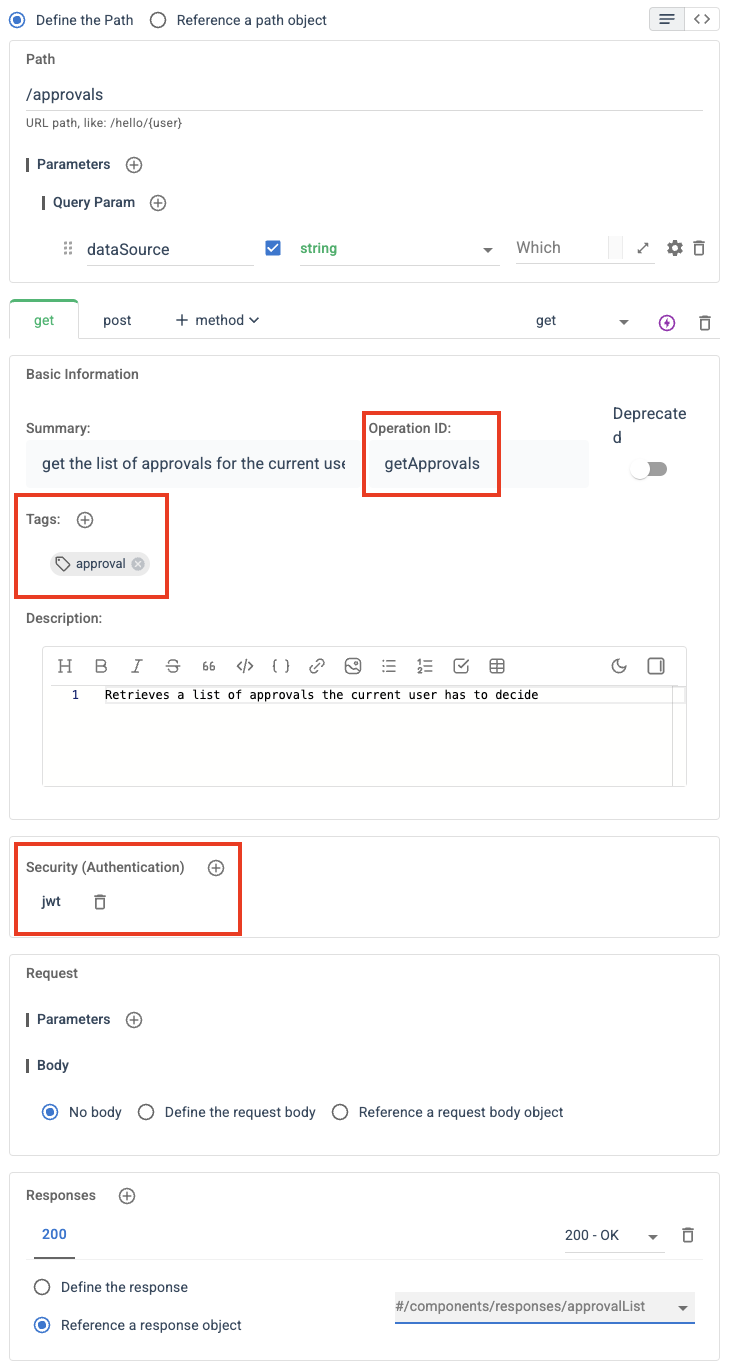 Define the Path Reference a path object
Path
/approvals
URL path, like: /hello/{user}
Parameters
Query Param
dataSource string Which
get post + method get
Basic Information
Summary: Operation ID: Deprecate
d
get the list of approvals for the current use getApprovals
Tags:
approval
Description:
H B I S 66 </> { }
1 Retrieves a list of approvals the current user has to decide
Security (Authentication)
jwt
Request
Parameters
Body
No body Define the request body Reference a request body object
Responses
200 200 - OK
Define the response
Reference a response object #/components/responses/approvalList